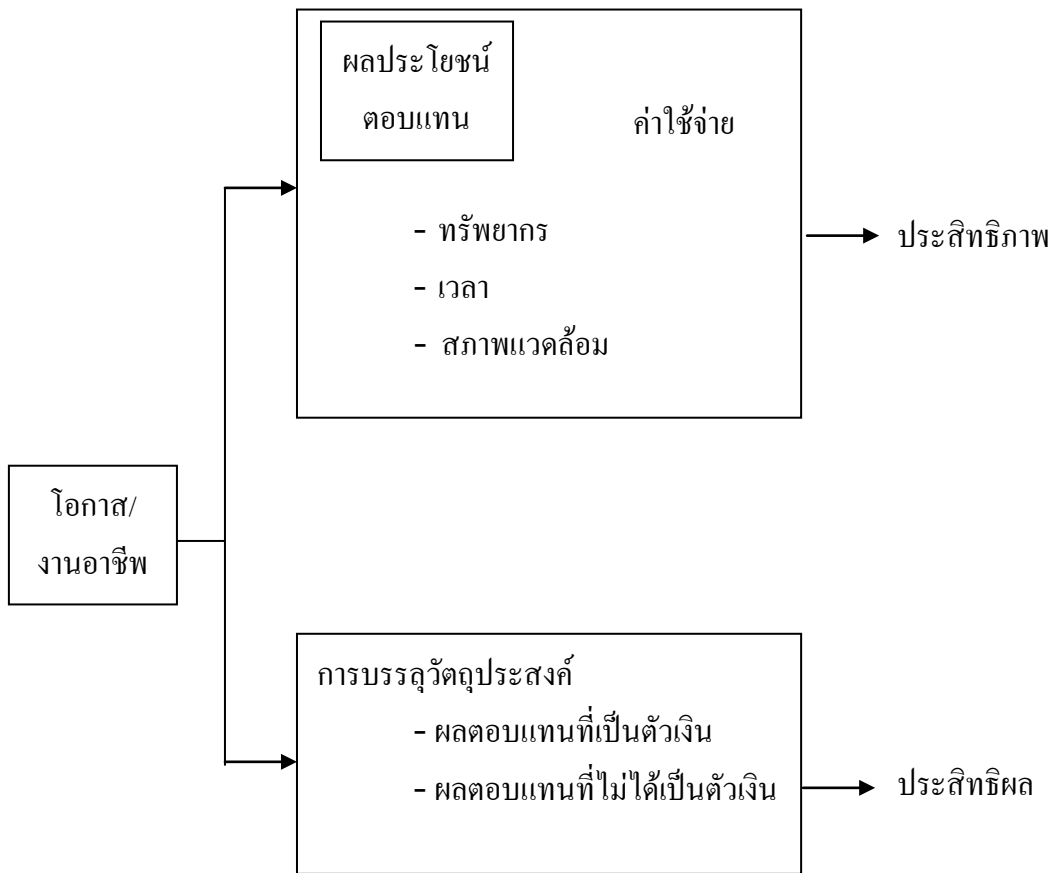 ผลประโยชน์
ตอบแทน
ค่าใช้จ่าย
- ทรัพยากร
- เวลา
- สภาพแวดล้อม
ประสิทธิภาพ
โอกาส/
งานอาชีพ
การบรรลุวัตถุประสงค์
- ผลตอบแทนที่เป็นตัวเงิน
- ผลตอบแทนที่ไม่ได้เป็นตัวเงิน
ประสิทธิผล